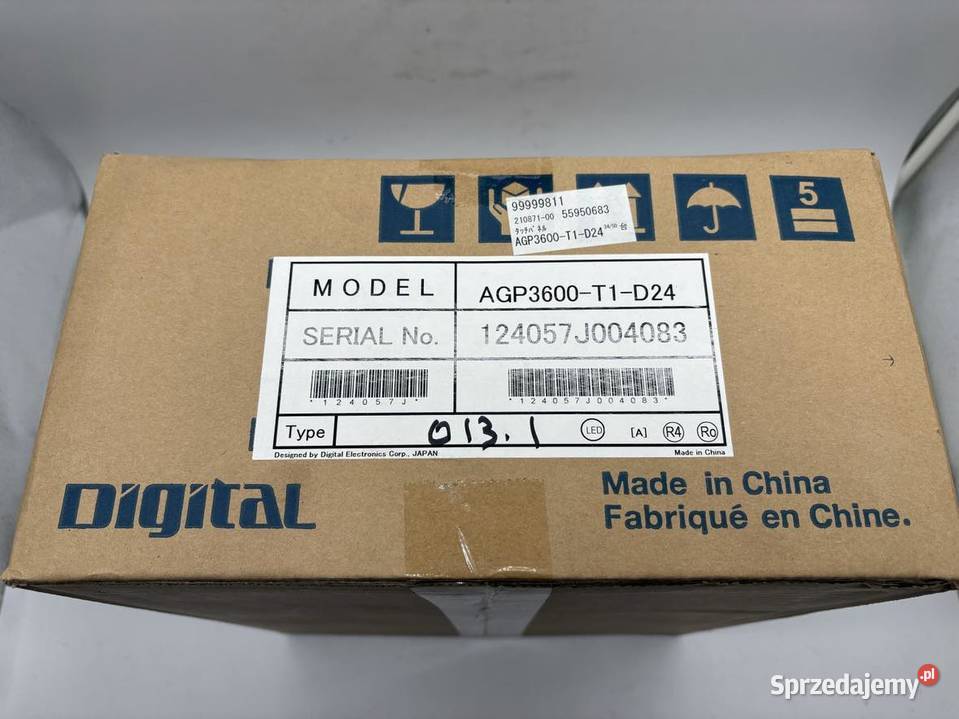 5
99999811
210871-00 55950683
ﾀｯﾁﾊﾟﾈﾙ
AGP3600-T1-D24 34/50 台
MODEL AGP3600-T1-D24
SERIAL No. 124057J004083
*124057J* *124057J004083*
Type 013.1 LED [A] R4 Ro
Designed by Digital Electronics Corp., JAPAN Made in China
Digital
Made in China
Fabriqué en Chine.
Sprzedajemy.pl